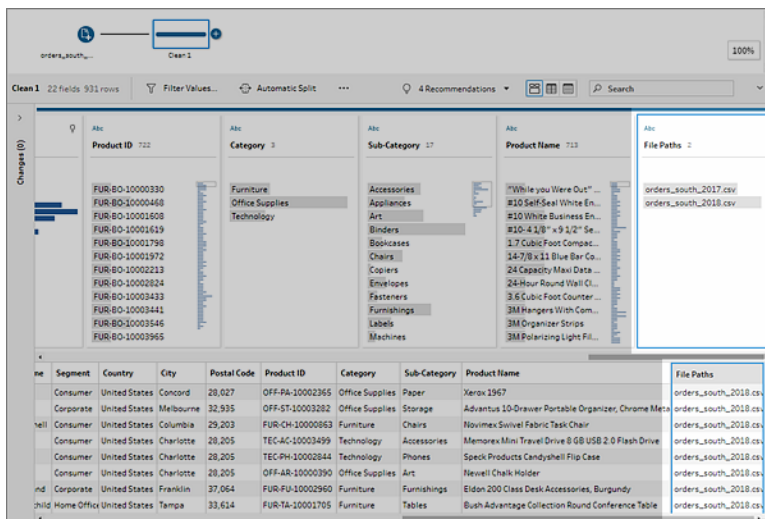 orders_south_...
Clean 1
100%
Clean 1 22 fields 931 rows Filter Values... Automatic Split ... 4 Recommendations Search
Changes (0)
Abc Abc Abc Abc Abc
Product ID 722 Category 3 Sub-Category 17 Product Name 713 File Paths 2
FUR-BO-10000330 Furniture Accessories "While you Were Out" ... orders_south_2017.csv
FUR-BO-10000468 Office Supplies Appliances #10 Self-Seal White En... orders_south_2018.csv
FUR-BO-10001608 Technology Art #10 White Business En...
FUR-BO-10001619 Binders #10- 4 1/8" x 9 1/2" Se...
FUR-BO-10001798 Bookcases 1.7 Cubic Foot Compac...
FUR-BO-10001972 Chairs 14-7/8 x 11 Blue Bar Co...
FUR-BO-10002213 Copiers 24 Capacity Maxi Data ...
FUR-BO-10002824 Envelopes 24-Hour Round Wall Cl...
FUR-BO-10003433 Fasteners 3.6 Cubic Foot Counter ...
FUR-BO-10003441 Furnishings 3M Hangers With Com...
FUR-BO-10003546 Labels 3M Organizer Strips
FUR-BO-10003965 Machines 3M Polarizing Light Fil...
me Segment Country City Postal Code Product ID Category Sub-Category Product Name File Paths
Consumer United States Concord 28,027 OFF-PA-10002365 Office Supplies Paper Xerox 1967 orders_south_2018.csv
Corporate United States Melbourne 32,935 OFF-ST-10003282 Office Supplies Storage Advantus 10-Drawer Portable Organizer, Chrome Meta orders_south_2018.csv
nell Consumer United States Columbia 29,203 FUR-CH-10000863 Furniture Chairs Novimex Swivel Fabric Task Chair orders_south_2018.csv
Consumer United States Charlotte 28,205 TEC-AC-10003499 Technology Accessories Memorex Mini Travel Drive 8 GB USB 2.0 Flash Drive orders_south_2018.csv
Consumer United States Charlotte 28,205 TEC-PH-10002844 Technology Phones Speck Products Candyshell Flip Case orders_south_2018.csv
Consumer United States Charlotte 28,205 OFF-AR-10000390 Office Supplies Art Newell Chalk Holder orders_south_2018.csv
nd Corporate United States Franklin 37,064 FUR-FU-10002960 Furniture Furnishings Eldon 200 Class Desk Accessories, Burgundy orders_south_2018.csv
child Home Office United States Tampa 33,614 FUR-TA-10001705 Furniture Tables Bush Advantage Collection Round Conference Table orders_south_2018.csv